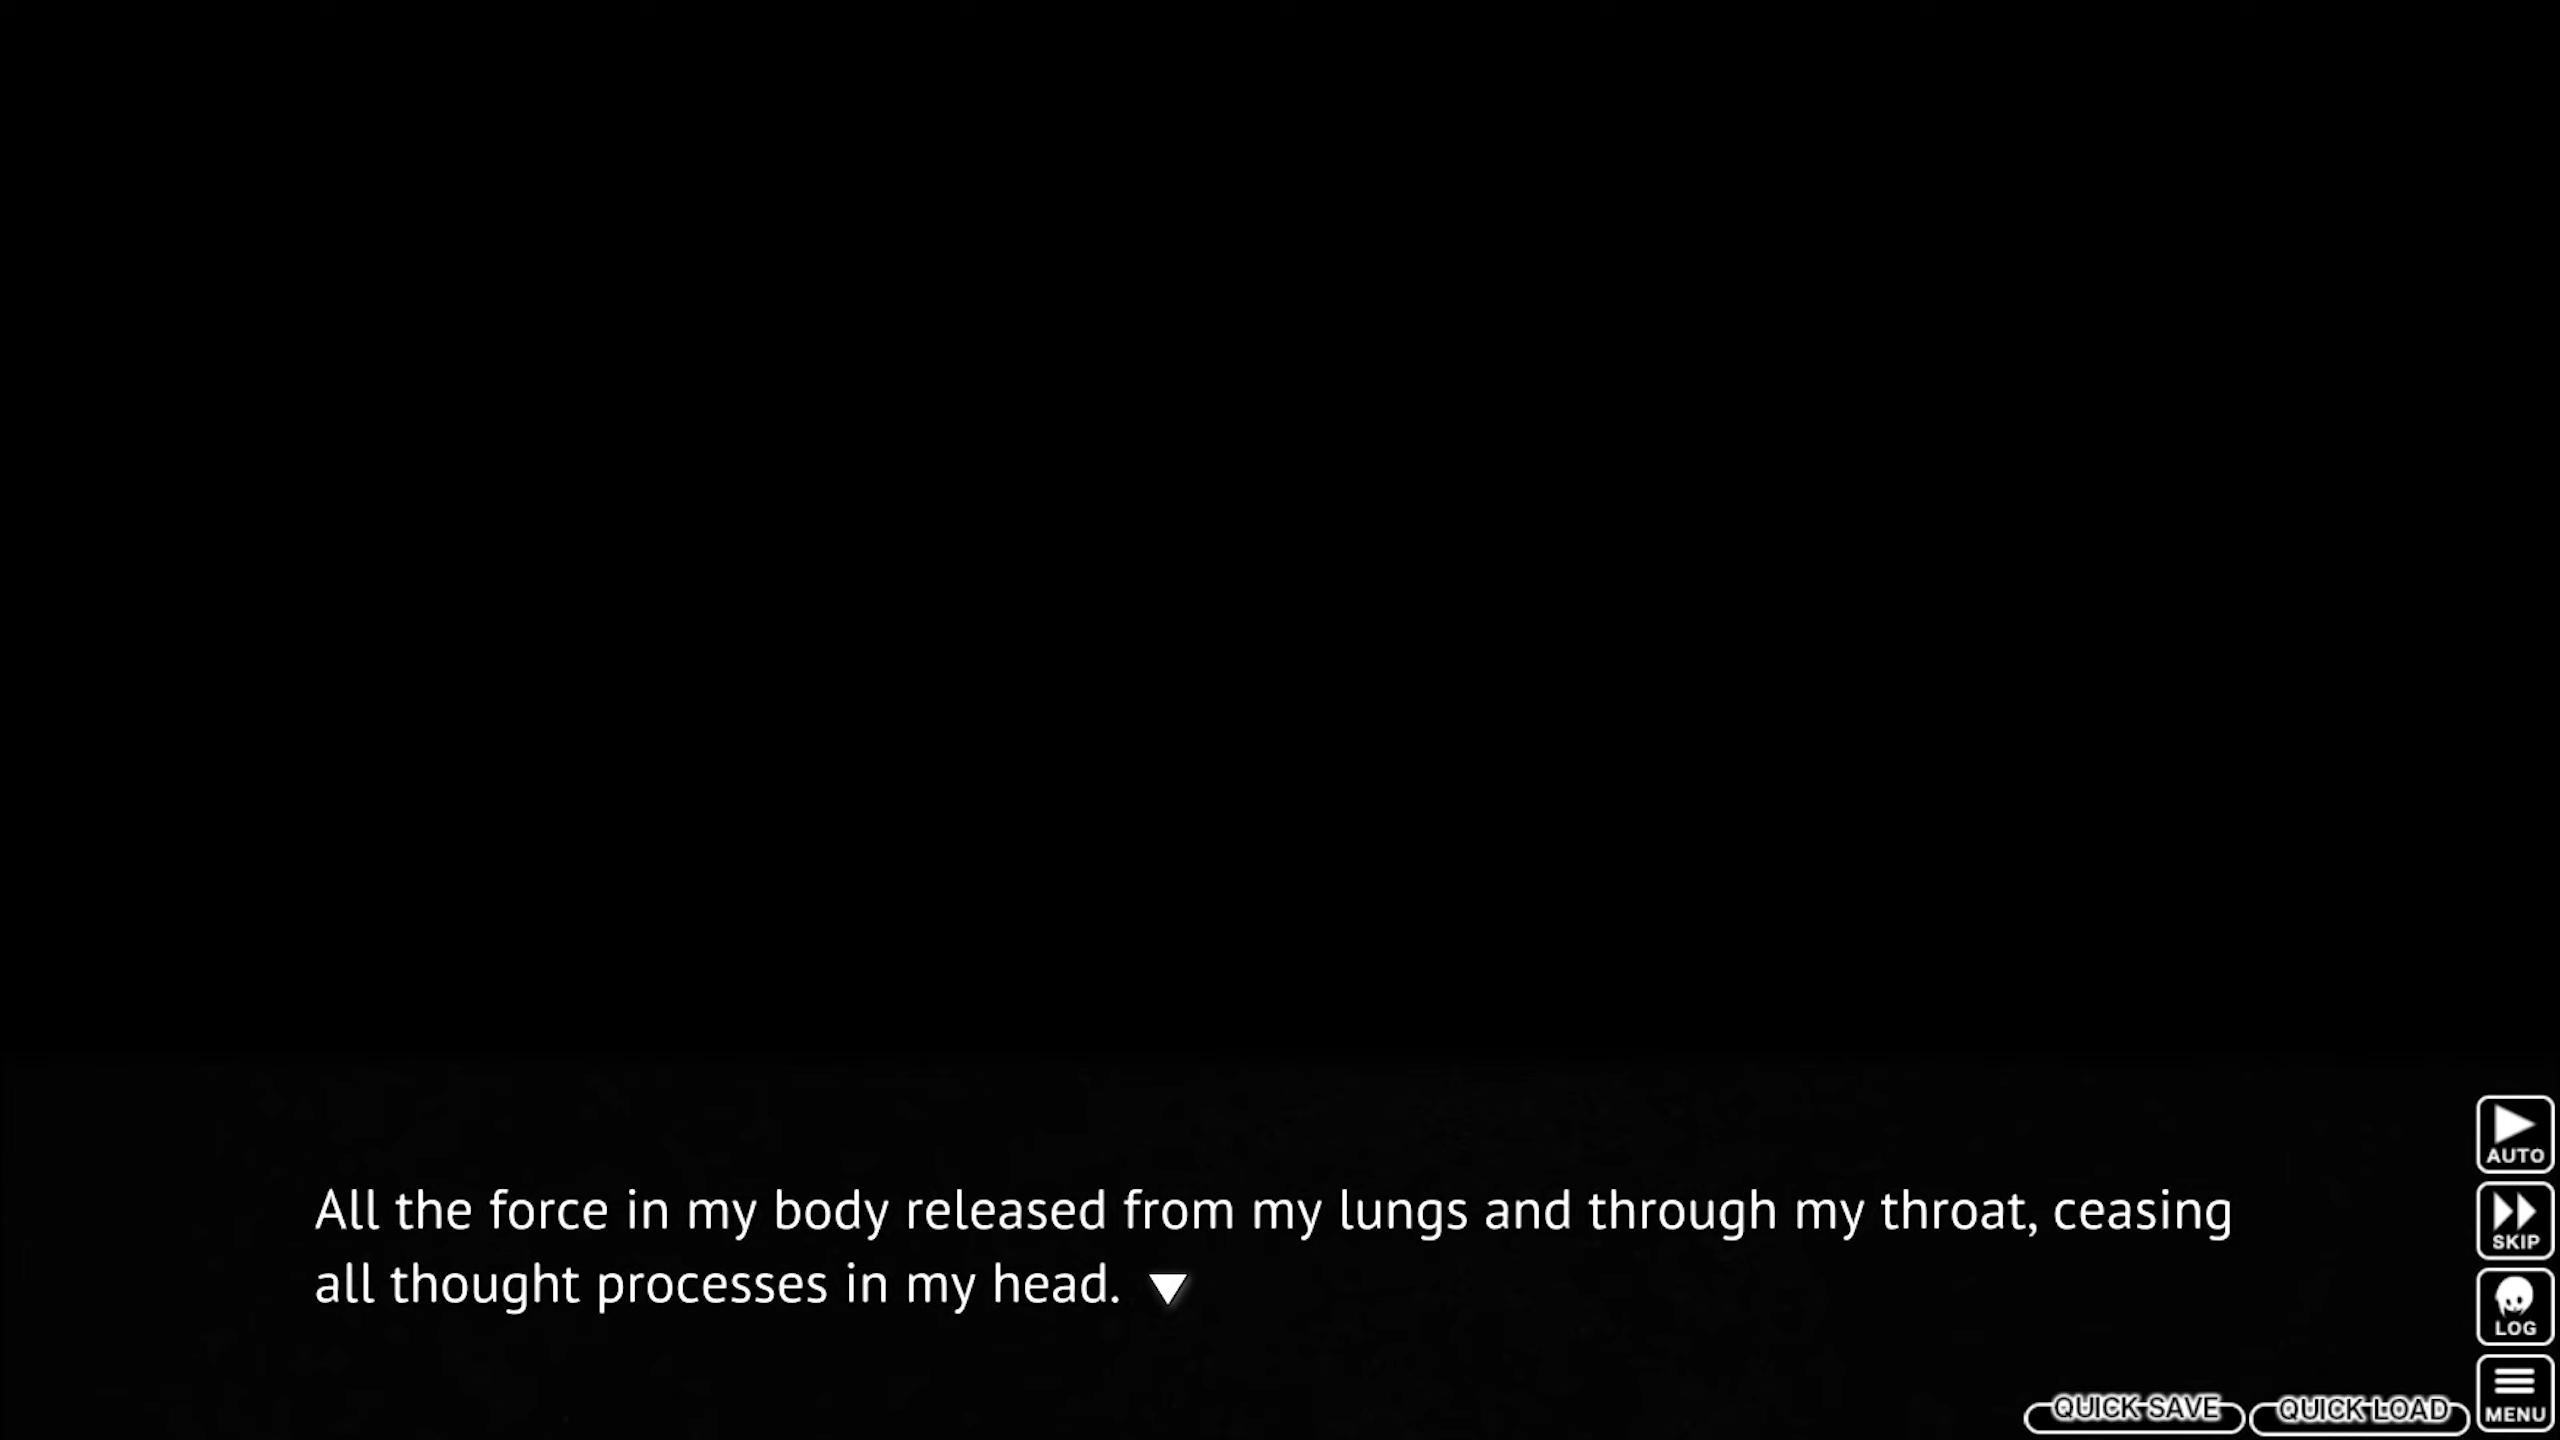 All the force in my body released from my lungs and through my throat, ceasing
all thought processes in my head.
AUTO
SKIP
LOG
MENU
QUICK SAVE
QUICK LOAD